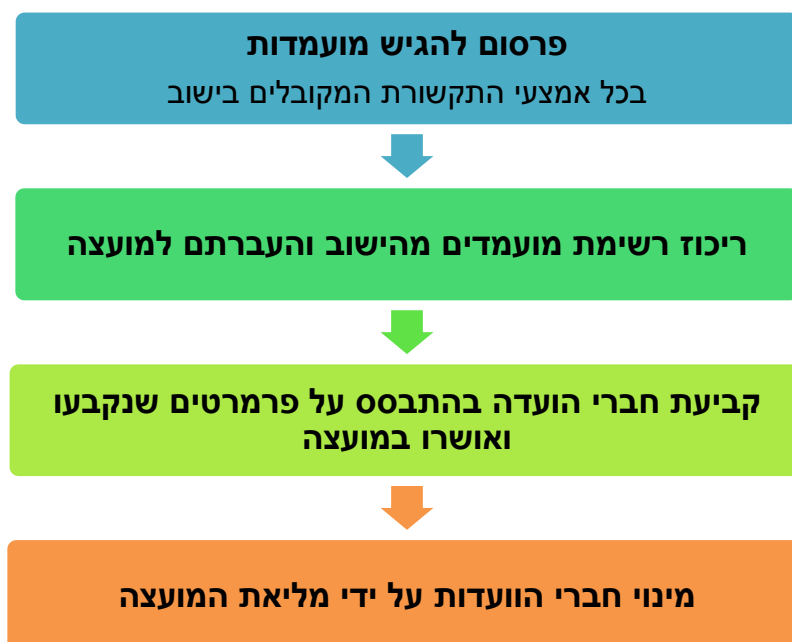 פרסום להגיש מועמדות
בכל אמצעי התקשורת המקובלים בישוב
ריכוז רשימת מועמדים מהישוב והעברתם למועצה
קביעת חברי הועדה בהתבסס על פרמרטים שנקבעו
ואושרו במועצה
מינוי חברי הוועדות על ידי מליאת המועצה